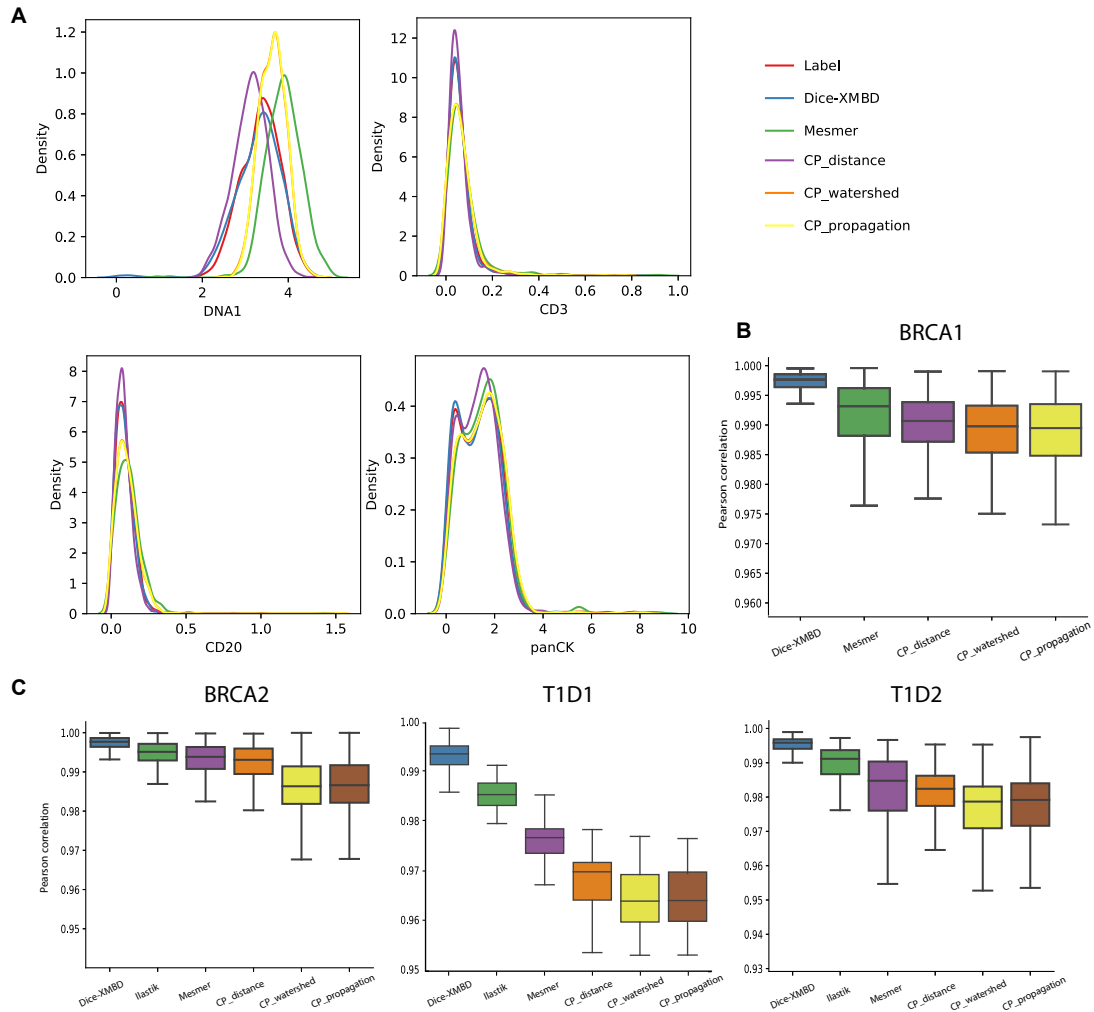 A
Density
1.2
1.0
0.8
0.6
0.4
0.2
0.0
0
2
4
DNA1
Density
12
10
8
6
4
2
0
0.0
0.2
0.4
0.6
0.8
1.0
CD3
Label
Dice-XMBD
Mesmer
CP_distance
CP_watershed
CP_propagation
Density
8
7
6
5
4
3
2
1
0
0.0
0.5
1.0
1.5
CD20
Density
0.4
0.3
0.2
0.1
0.0
0
2
4
6
8
10
panCK
B
BRCA1
Pearson correlation
1.000
0.995
0.990
0.985
0.980
0.975
0.970
0.965
0.960
Dice-XMBD
Mesmer
CP_distance
CP_watershed
CP_propagation
C
BRCA2
Pearson correlation
1.00
0.99
0.98
0.97
0.96
0.95
Dice-XMBD
Ilastik
Mesmer
CP_distance
CP_watershed
CP_propagation
T1D1
1.00
0.99
0.98
0.97
0.96
0.95
Dice-XMBD
Ilastik
Mesmer
CP_distance
CP_watershed
CP_propagation
T1D2
1.00
0.99
0.98
0.97
0.96
0.95
0.94
0.93
Dice-XMBD
Ilastik
Mesmer
CP_distance
CP_watershed
CP_propagation